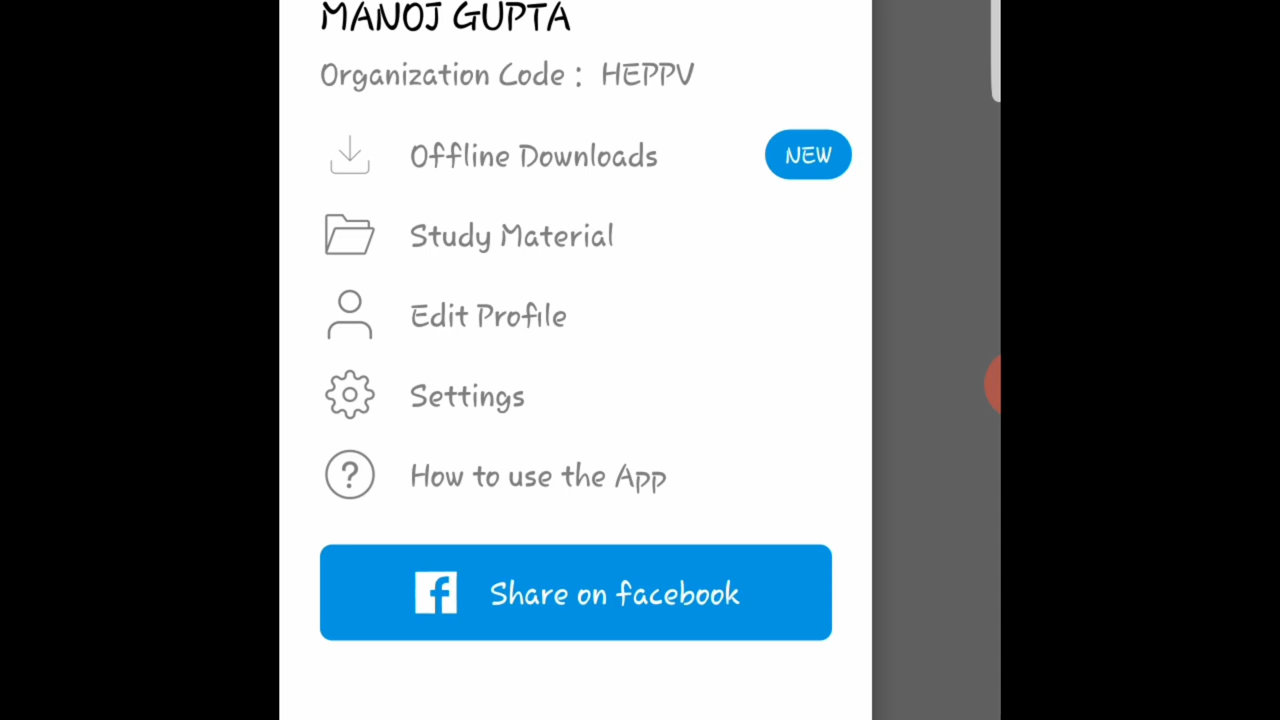 MANOJ GUPTA
Organization Code : HEPPV
Offline Downloads NEW
Study Material
Edit Profile
Settings
How to use the App
Share on facebook